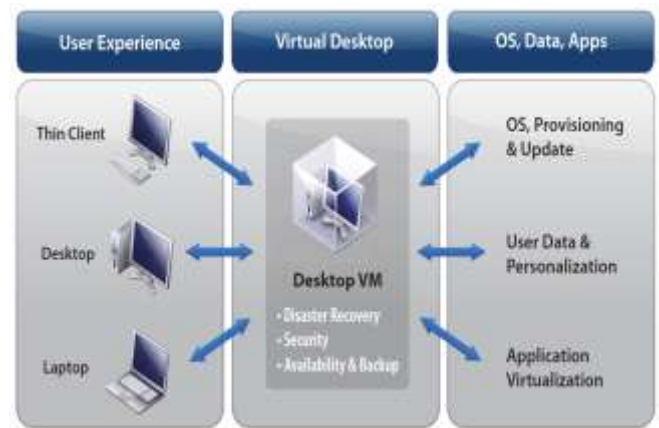 User Experience
Virtual Desktop
OS, Data, Apps
Thin Client
Desktop
Laptop
Desktop VM
• Disaster Recovery
• Security
• Availability & Backup
OS, Provisioning
& Update
User Data &
Personalization
Application
Virtualization